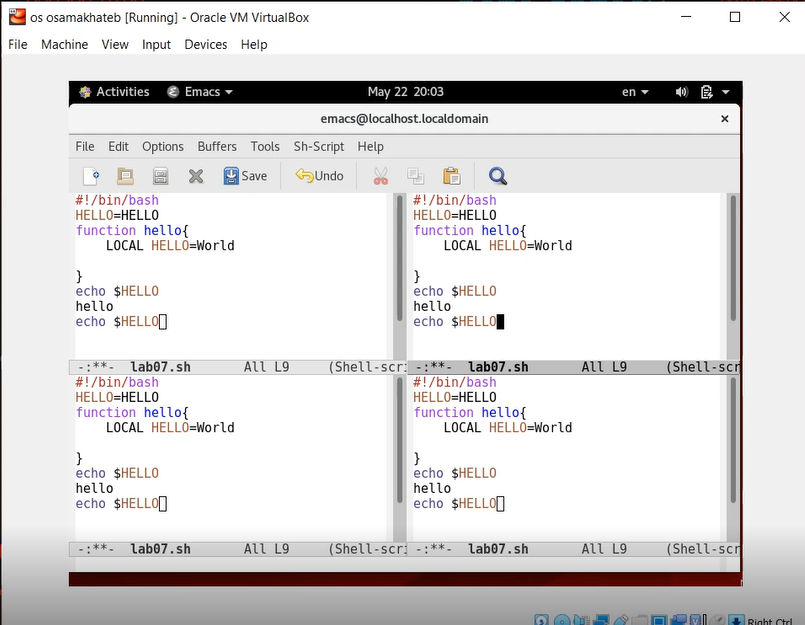 os osamakhateb [Running] - Oracle VM VirtualBox
File Machine View Input Devices Help
Activities Emacs May 22 20:03 en
emacs@localhost.localdomain
File Edit Options Buffers Tools Sh-Script Help
Save Undo
#!/bin/bash
HELLO=HELLO
function hello{
LOCAL HELLO=World
}
echo $HELLO
hello
echo $HELLO
-:**- lab07.sh All L9 (Shell-scri
#!/bin/bash
HELLO=HELLO
function hello{
LOCAL HELLO=World
}
echo $HELLO
hello
echo $HELLO
-:**- lab07.sh All L9 (Shell-scr
#!/bin/bash
HELLO=HELLO
function hello{
LOCAL HELLO=World
}
echo $HELLO
hello
echo $HELLO
-:**- lab07.sh All L9 (Shell-scri
#!/bin/bash
HELLO=HELLO
function hello{
LOCAL HELLO=World
}
echo $HELLO
hello
echo $HELLO
-:**- lab07.sh All L9 (Shell-scr
Right Ctrl